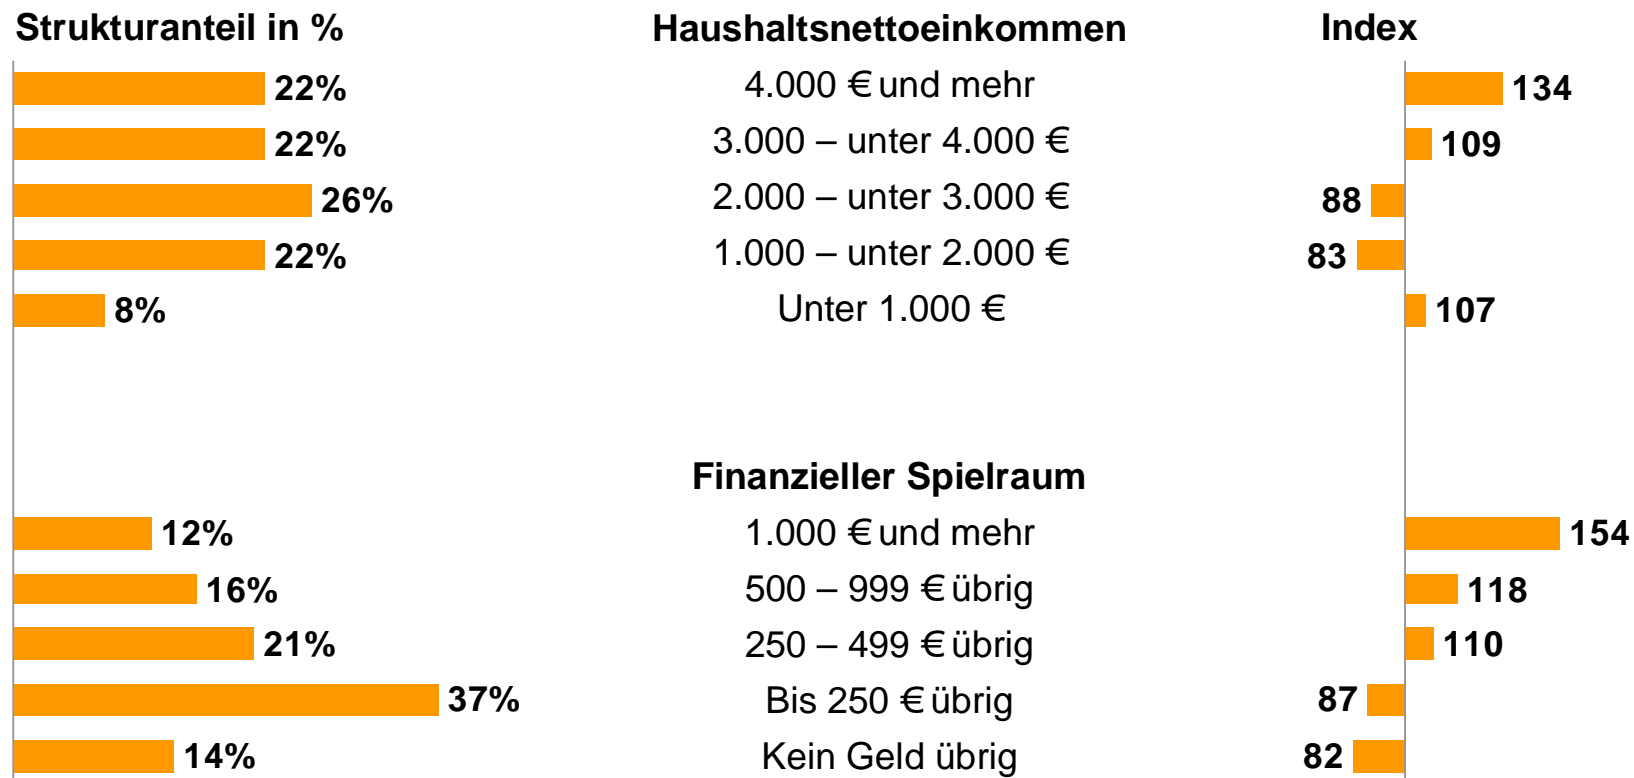 Strukturanteil in % Haushaltsnettoeinkommen Index
22% 4.000 € und mehr 134
22% 3.000 – unter 4.000 € 109
26% 2.000 – unter 3.000 € 88
22% 1.000 – unter 2.000 € 83
8% Unter 1.000 € 107
Finanzieller Spielraum
12% 1.000 € und mehr 154
16% 500 – 999 € übrig 118
21% 250 – 499 € übrig 110
37% Bis 250 € übrig 87
14% Kein Geld übrig 82